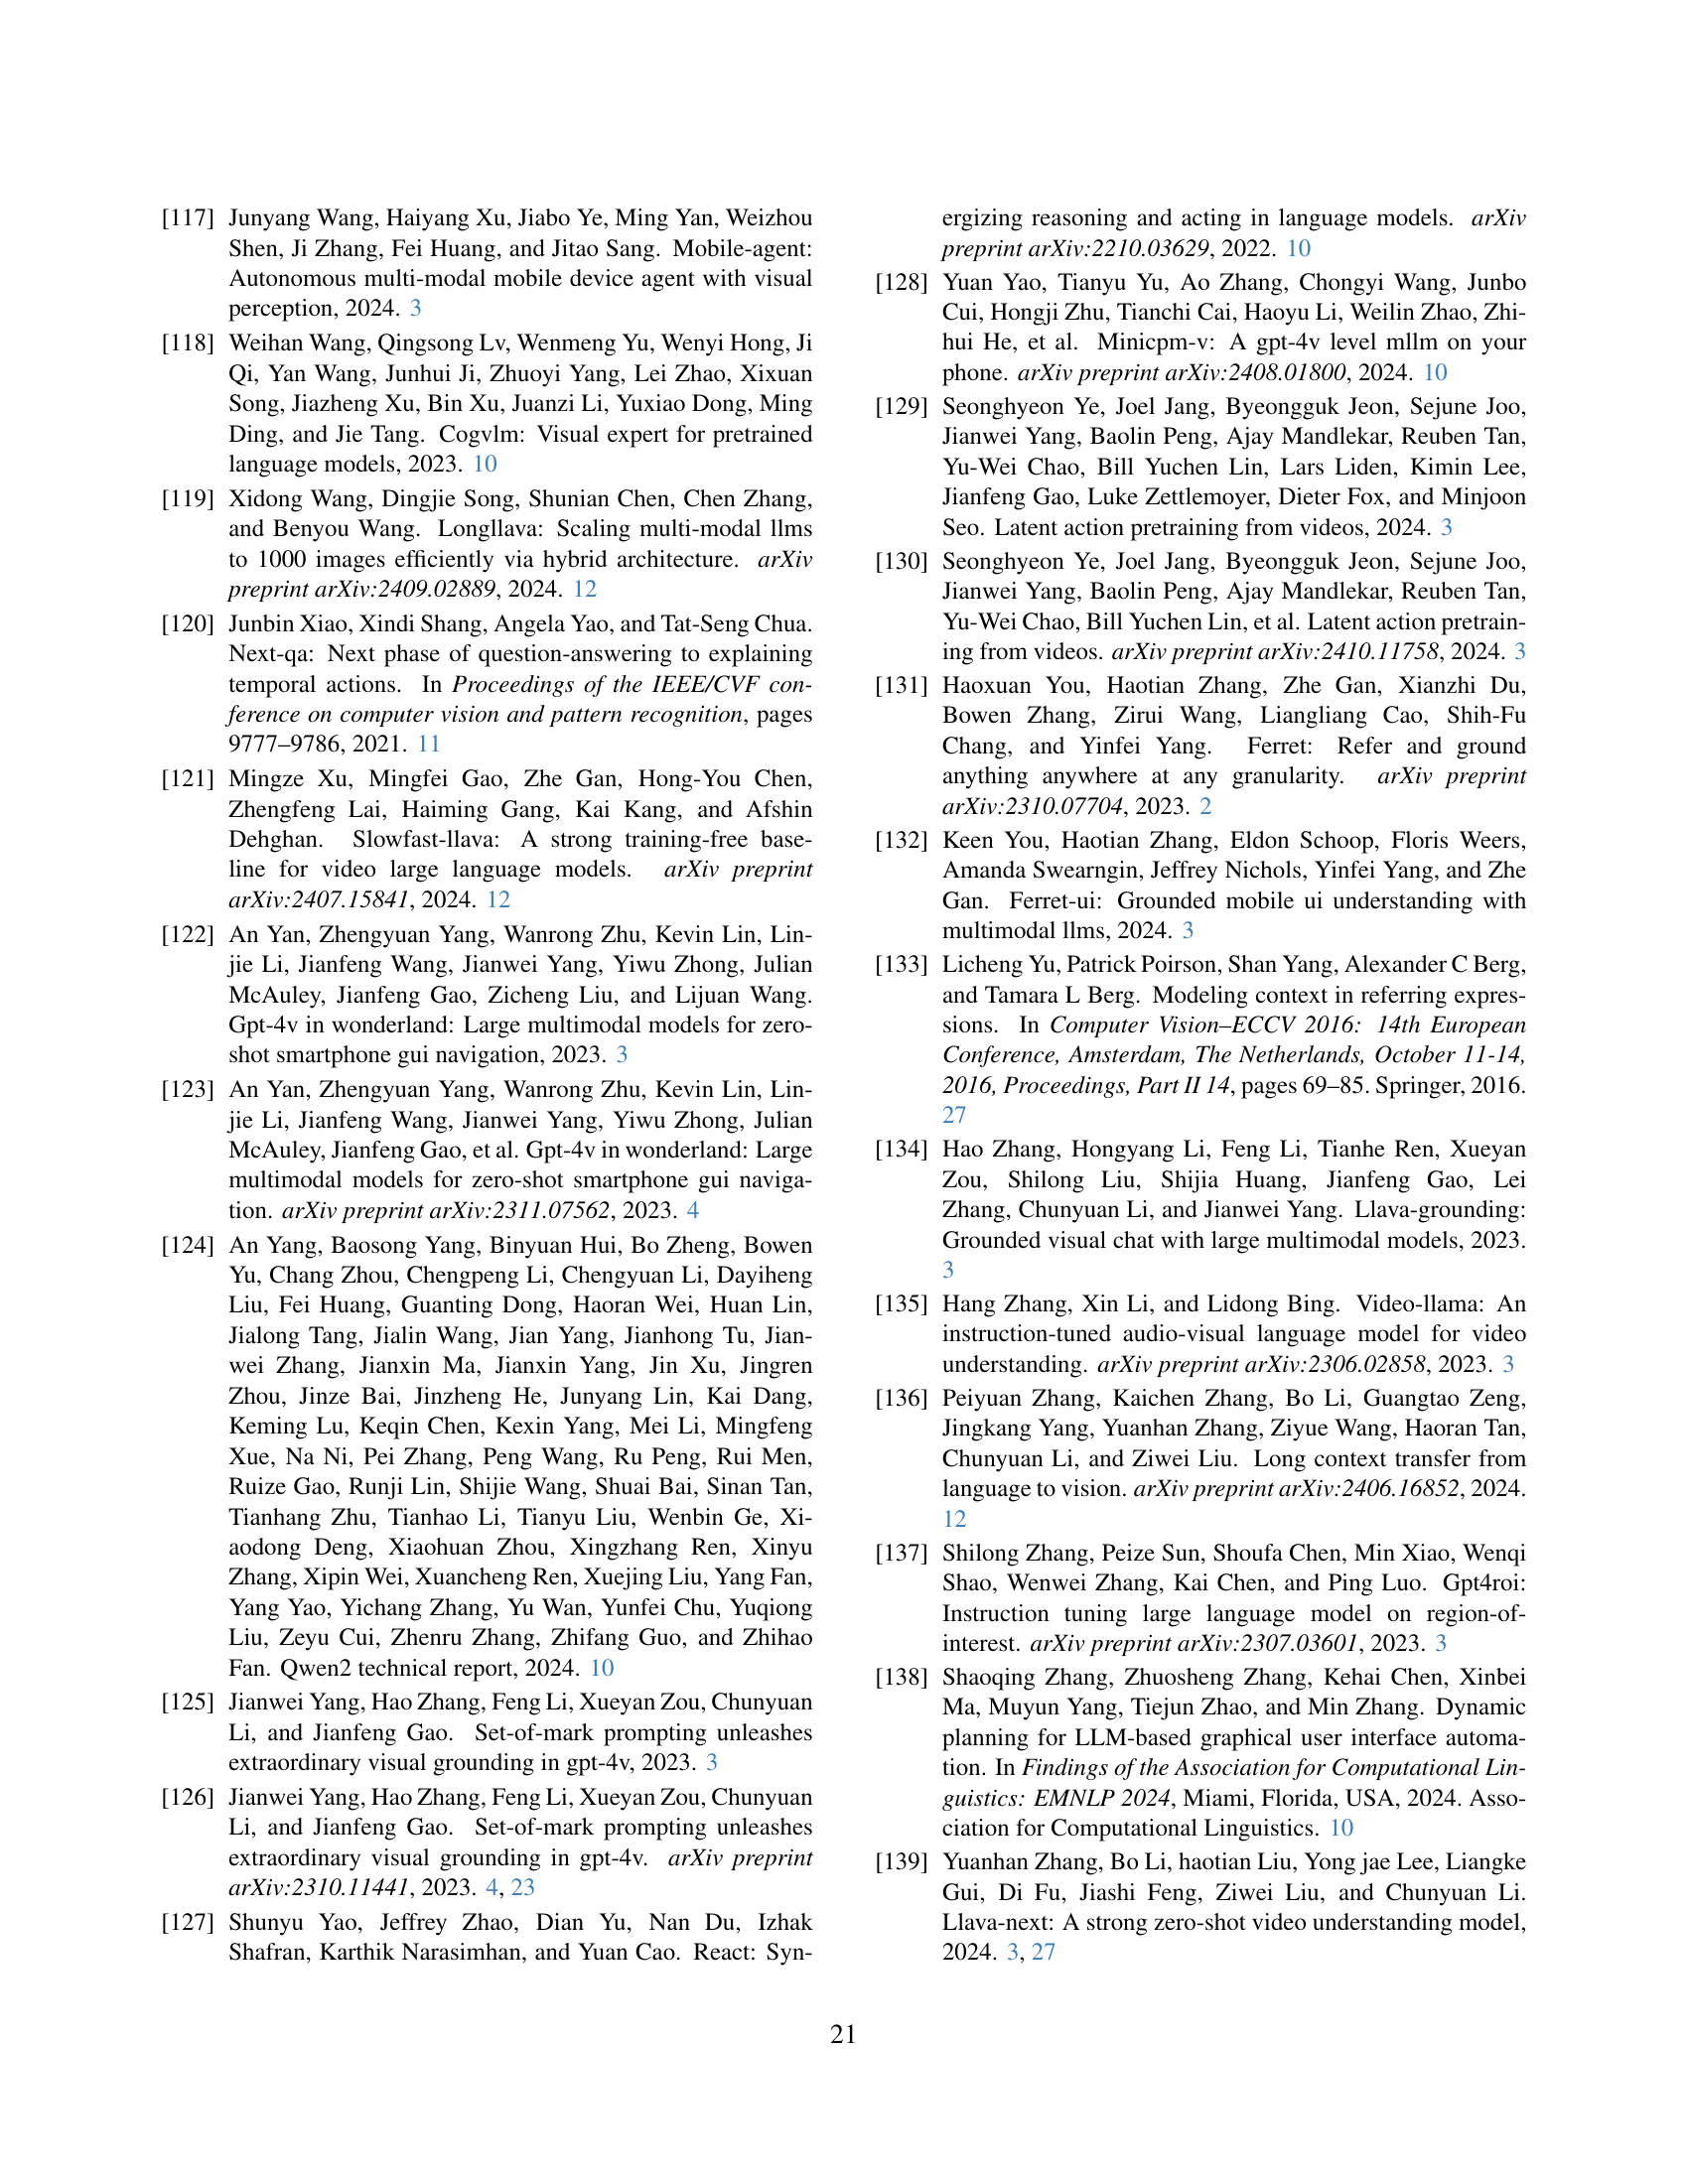 [117] Junyang Wang, Haiyang Xu, Jiabo Ye, Ming Yan, Weizhou
Shen, Ji Zhang, Fei Huang, and Jitao Sang. Mobile-agent:
Autonomous multi-modal mobile device agent with visual
perception, 2024. 3
[118] Weihan Wang, Qingsong Lv, Wenmeng Yu, Wenyi Hong, Ji
Qi, Yan Wang, Junhui Ji, Zhuoyi Yang, Lei Zhao, Xixuan
Song, Jiazheng Xu, Bin Xu, Juanzi Li, Yuxiao Dong, Ming
Ding, and Jie Tang. Cogvlm: Visual expert for pretrained
language models, 2023. 10
[119] Xidong Wang, Dingjie Song, Shunian Chen, Chen Zhang,
and Benyou Wang. Longllava: Scaling multi-modal llms
to 1000 images efficiently via hybrid architecture. arXiv
preprint arXiv:2409.02889, 2024. 12
[120] Junbin Xiao, Xindi Shang, Angela Yao, and Tat-Seng Chua.
Next-qa: Next phase of question-answering to explaining
temporal actions. In Proceedings of the IEEE/CVF con-
ference on computer vision and pattern recognition, pages
9777–9786, 2021. 11
[121] Mingze Xu, Mingfei Gao, Zhe Gan, Hong-You Chen,
Zhengfeng Lai, Haiming Gang, Kai Kang, and Afshin
Dehghan. Slowfast-llava: A strong training-free base-
line for video large language models. arXiv preprint
arXiv:2407.15841, 2024. 12
[122] An Yan, Zhengyuan Yang, Wanrong Zhu, Kevin Lin, Lin-
jie Li, Jianfeng Wang, Jianwei Yang, Yiwu Zhong, Julian
McAuley, Jianfeng Gao, Zicheng Liu, and Lijuan Wang.
Gpt-4v in wonderland: Large multimodal models for zero-
shot smartphone gui navigation, 2023. 3
[123] An Yan, Zhengyuan Yang, Wanrong Zhu, Kevin Lin, Lin-
jie Li, Jianfeng Wang, Jianwei Yang, Yiwu Zhong, Julian
McAuley, Jianfeng Gao, et al. Gpt-4v in wonderland: Large
multimodal models for zero-shot smartphone gui naviga-
tion. arXiv preprint arXiv:2311.07562, 2023. 4
[124] An Yang, Baosong Yang, Binyuan Hui, Bo Zheng, Bowen
Yu, Chang Zhou, Chengpeng Li, Chengyuan Li, Dayiheng
Liu, Fei Huang, Guanting Dong, Haoran Wei, Huan Lin,
Jialong Tang, Jialin Wang, Jian Yang, Jianhong Tu, Jian-
wei Zhang, Jianxin Ma, Jianxin Yang, Jin Xu, Jingren
Zhou, Jinze Bai, Jinzheng He, Junyang Lin, Kai Dang,
Keming Lu, Keqin Chen, Kexin Yang, Mei Li, Mingfeng
Xue, Na Ni, Pei Zhang, Peng Wang, Ru Peng, Rui Men,
Ruize Gao, Runji Lin, Shijie Wang, Shuai Bai, Sinan Tan,
Tianhang Zhu, Tianhao Li, Tianyu Liu, Wenbin Ge, Xi-
aodong Deng, Xiaohuan Zhou, Xingzhang Ren, Xinyu
Zhang, Xipin Wei, Xuancheng Ren, Xuejing Liu, Yang Fan,
Yang Yao, Yichang Zhang, Yu Wan, Yunfei Chu, Yuqiong
Liu, Zeyu Cui, Zhenru Zhang, Zhifang Guo, and Zhihao
Fan. Qwen2 technical report, 2024. 10
[125] Jianwei Yang, Hao Zhang, Feng Li, Xueyan Zou, Chunyuan
Li, and Jianfeng Gao. Set-of-mark prompting unleashes
extraordinary visual grounding in gpt-4v, 2023. 3
[126] Jianwei Yang, Hao Zhang, Feng Li, Xueyan Zou, Chunyuan
Li, and Jianfeng Gao. Set-of-mark prompting unleashes
extraordinary visual grounding in gpt-4v. arXiv preprint
arXiv:2310.11441, 2023. 4, 23
[127] Shunyu Yao, Jeffrey Zhao, Dian Yu, Nan Du, Izhak
Shafran, Karthik Narasimhan, and Yuan Cao. React: Syn-
ergizing reasoning and acting in language models. arXiv
preprint arXiv:2210.03629, 2022. 10
[128] Yuan Yao, Tianyu Yu, Ao Zhang, Chongyi Wang, Junbo
Cui, Hongji Zhu, Tianchi Cai, Haoyu Li, Weilin Zhao, Zhi-
hui He, et al. Minicpm-v: A gpt-4v level mllm on your
phone. arXiv preprint arXiv:2408.01800, 2024. 10
[129] Seonghyeon Ye, Joel Jang, Byeongguk Jeon, Sejune Joo,
Jianwei Yang, Baolin Peng, Ajay Mandlekar, Reuben Tan,
Yu-Wei Chao, Bill Yuchen Lin, Lars Liden, Kimin Lee,
Jianfeng Gao, Luke Zettlemoyer, Dieter Fox, and Minjoon
Seo. Latent action pretraining from videos, 2024. 3
[130] Seonghyeon Ye, Joel Jang, Byeongguk Jeon, Sejune Joo,
Jianwei Yang, Baolin Peng, Ajay Mandlekar, Reuben Tan,
Yu-Wei Chao, Bill Yuchen Lin, et al. Latent action pretrain-
ing from videos. arXiv preprint arXiv:2410.11758, 2024. 3
[131] Haoxuan You, Haotian Zhang, Zhe Gan, Xianzhi Du,
Bowen Zhang, Zirui Wang, Liangliang Cao, Shih-Fu
Chang, and Yinfei Yang. Ferret: Refer and ground
anything anywhere at any granularity. arXiv preprint
arXiv:2310.07704, 2023. 2
[132] Keen You, Haotian Zhang, Eldon Schoop, Floris Weers,
Amanda Swearngin, Jeffrey Nichols, Yinfei Yang, and Zhe
Gan. Ferret-ui: Grounded mobile ui understanding with
multimodal llms, 2024. 3
[133] Licheng Yu, Patrick Poirson, Shan Yang, Alexander C Berg,
and Tamara L Berg. Modeling context in referring expres-
sions. In Computer Vision–ECCV 2016: 14th European
Conference, Amsterdam, The Netherlands, October 11-14,
2016, Proceedings, Part II 14, pages 69–85. Springer, 2016.
27
[134] Hao Zhang, Hongyang Li, Feng Li, Tianhe Ren, Xueyan
Zou, Shilong Liu, Shijia Huang, Jianfeng Gao, Lei
Zhang, Chunyuan Li, and Jianwei Yang. Llava-grounding:
Grounded visual chat with large multimodal models, 2023.
3
[135] Hang Zhang, Xin Li, and Lidong Bing. Video-llama: An
instruction-tuned audio-visual language model for video
understanding. arXiv preprint arXiv:2306.02858, 2023. 3
[136] Peiyuan Zhang, Kaichen Zhang, Bo Li, Guangtao Zeng,
Jingkang Yang, Yuanhan Zhang, Ziyue Wang, Haoran Tan,
Chunyuan Li, and Ziwei Liu. Long context transfer from
language to vision. arXiv preprint arXiv:2406.16852, 2024.
12
[137] Shilong Zhang, Peize Sun, Shoufa Chen, Min Xiao, Wenqi
Shao, Wenwei Zhang, Kai Chen, and Ping Luo. Gpt4roi:
Instruction tuning large language model on region-of-
interest. arXiv preprint arXiv:2307.03601, 2023. 3
[138] Shaoqing Zhang, Zhuosheng Zhang, Kehai Chen, Xinbei
Ma, Muyun Yang, Tiejun Zhao, and Min Zhang. Dynamic
planning for LLM-based graphical user interface automa-
tion. In Findings of the Association for Computational Lin-
guistics: EMNLP 2024, Miami, Florida, USA, 2024. Asso-
ciation for Computational Linguistics. 10
[139] Yuanhan Zhang, Bo Li, haotian Liu, Yong jae Lee, Liangke
Gui, Di Fu, Jiashi Feng, Ziwei Liu, and Chunyuan Li.
Llava-next: A strong zero-shot video understanding model,
2024. 3, 27
21